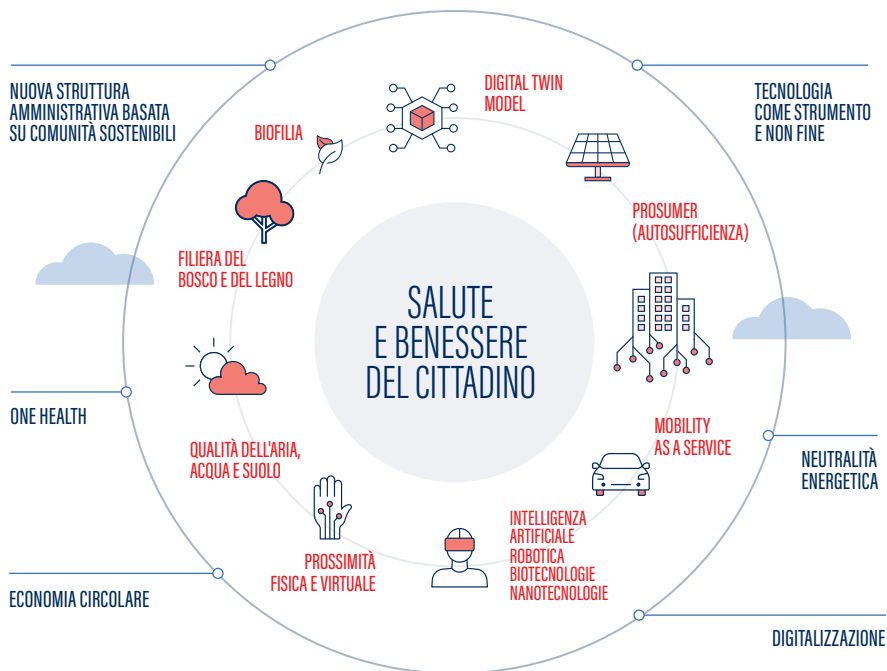 NUOVA STRUTTURA
AMMINISTRATIVA BASATA
SU COMUNITÀ SOSTENIBILI
BIOFILIA
DIGITAL TWIN
MODEL
TECNOLOGIA
COME STRUMENTO
E NON FINE
PROSUMER
(AUTOSUFFICIENZA)
FILIERA DEL
BOSCO E DEL LEGNO
SALUTE
E BENESSERE
DEL CITTADINO
ONE HEALTH
QUALITÀ DELL'ARIA,
ACQUA E SUOLO
MOBILITY
AS A SERVICE
NEUTRALITÀ
ENERGETICA
INTELLIGENZA
ARTIFICIALE
ROBOTICA
BIOTECNOLOGIE
NANOTECNOLOGIE
PROSSIMITÀ
FISICA E VIRTUALE
ECONOMIA CIRCOLARE
DIGITALIZZAZIONE